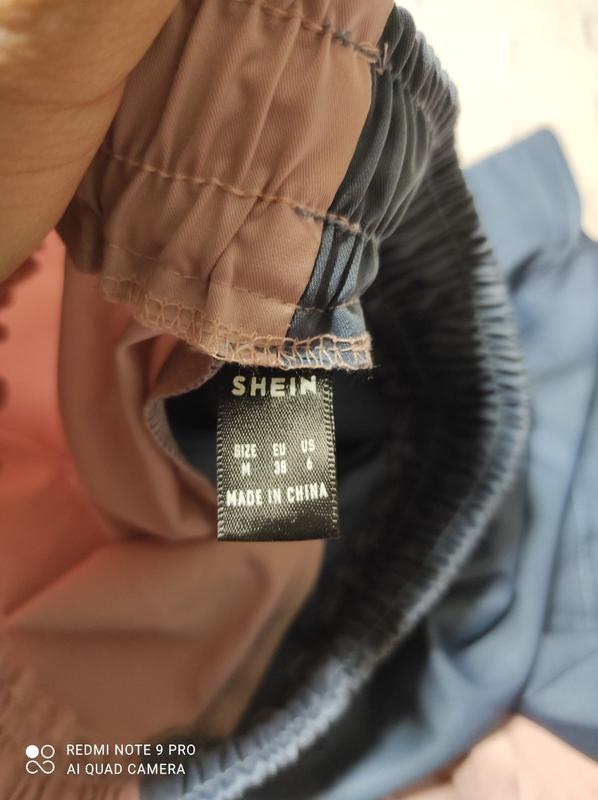 SHEIN
SIZE EU US
M 38 6
MADE IN CHINA
REDMI NOTE 9 PRO
AI QUAD CAMERA